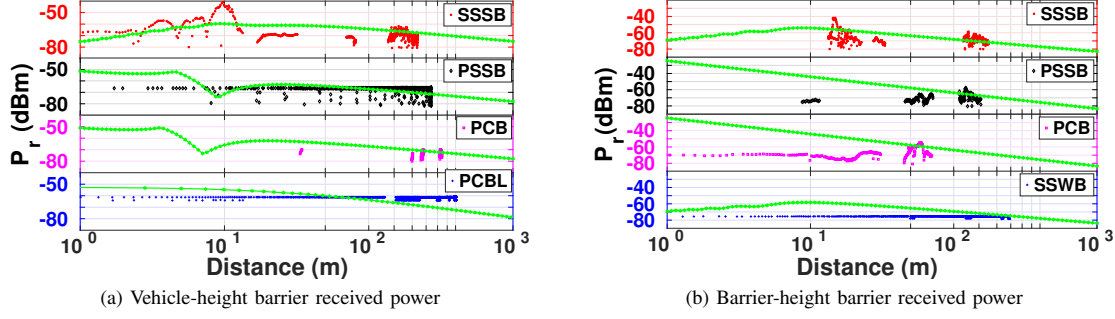 SSSB
-50
-80
PSSB
-50
-80
PCB
-50
-80
PCBL
-50
-80
P_r (dBm)
10^0 10^1 10^2 10^3
Distance (m)
(a) Vehicle-height barrier received power
SSSB
-40
-60
-80
PSSB
-40
-60
-80
PCB
-40
-60
-80
SSWB
-40
-60
-80
P_r (dBm)
10^0 10^1 10^2 10^3
Distance (m)
(b) Barrier-height barrier received power